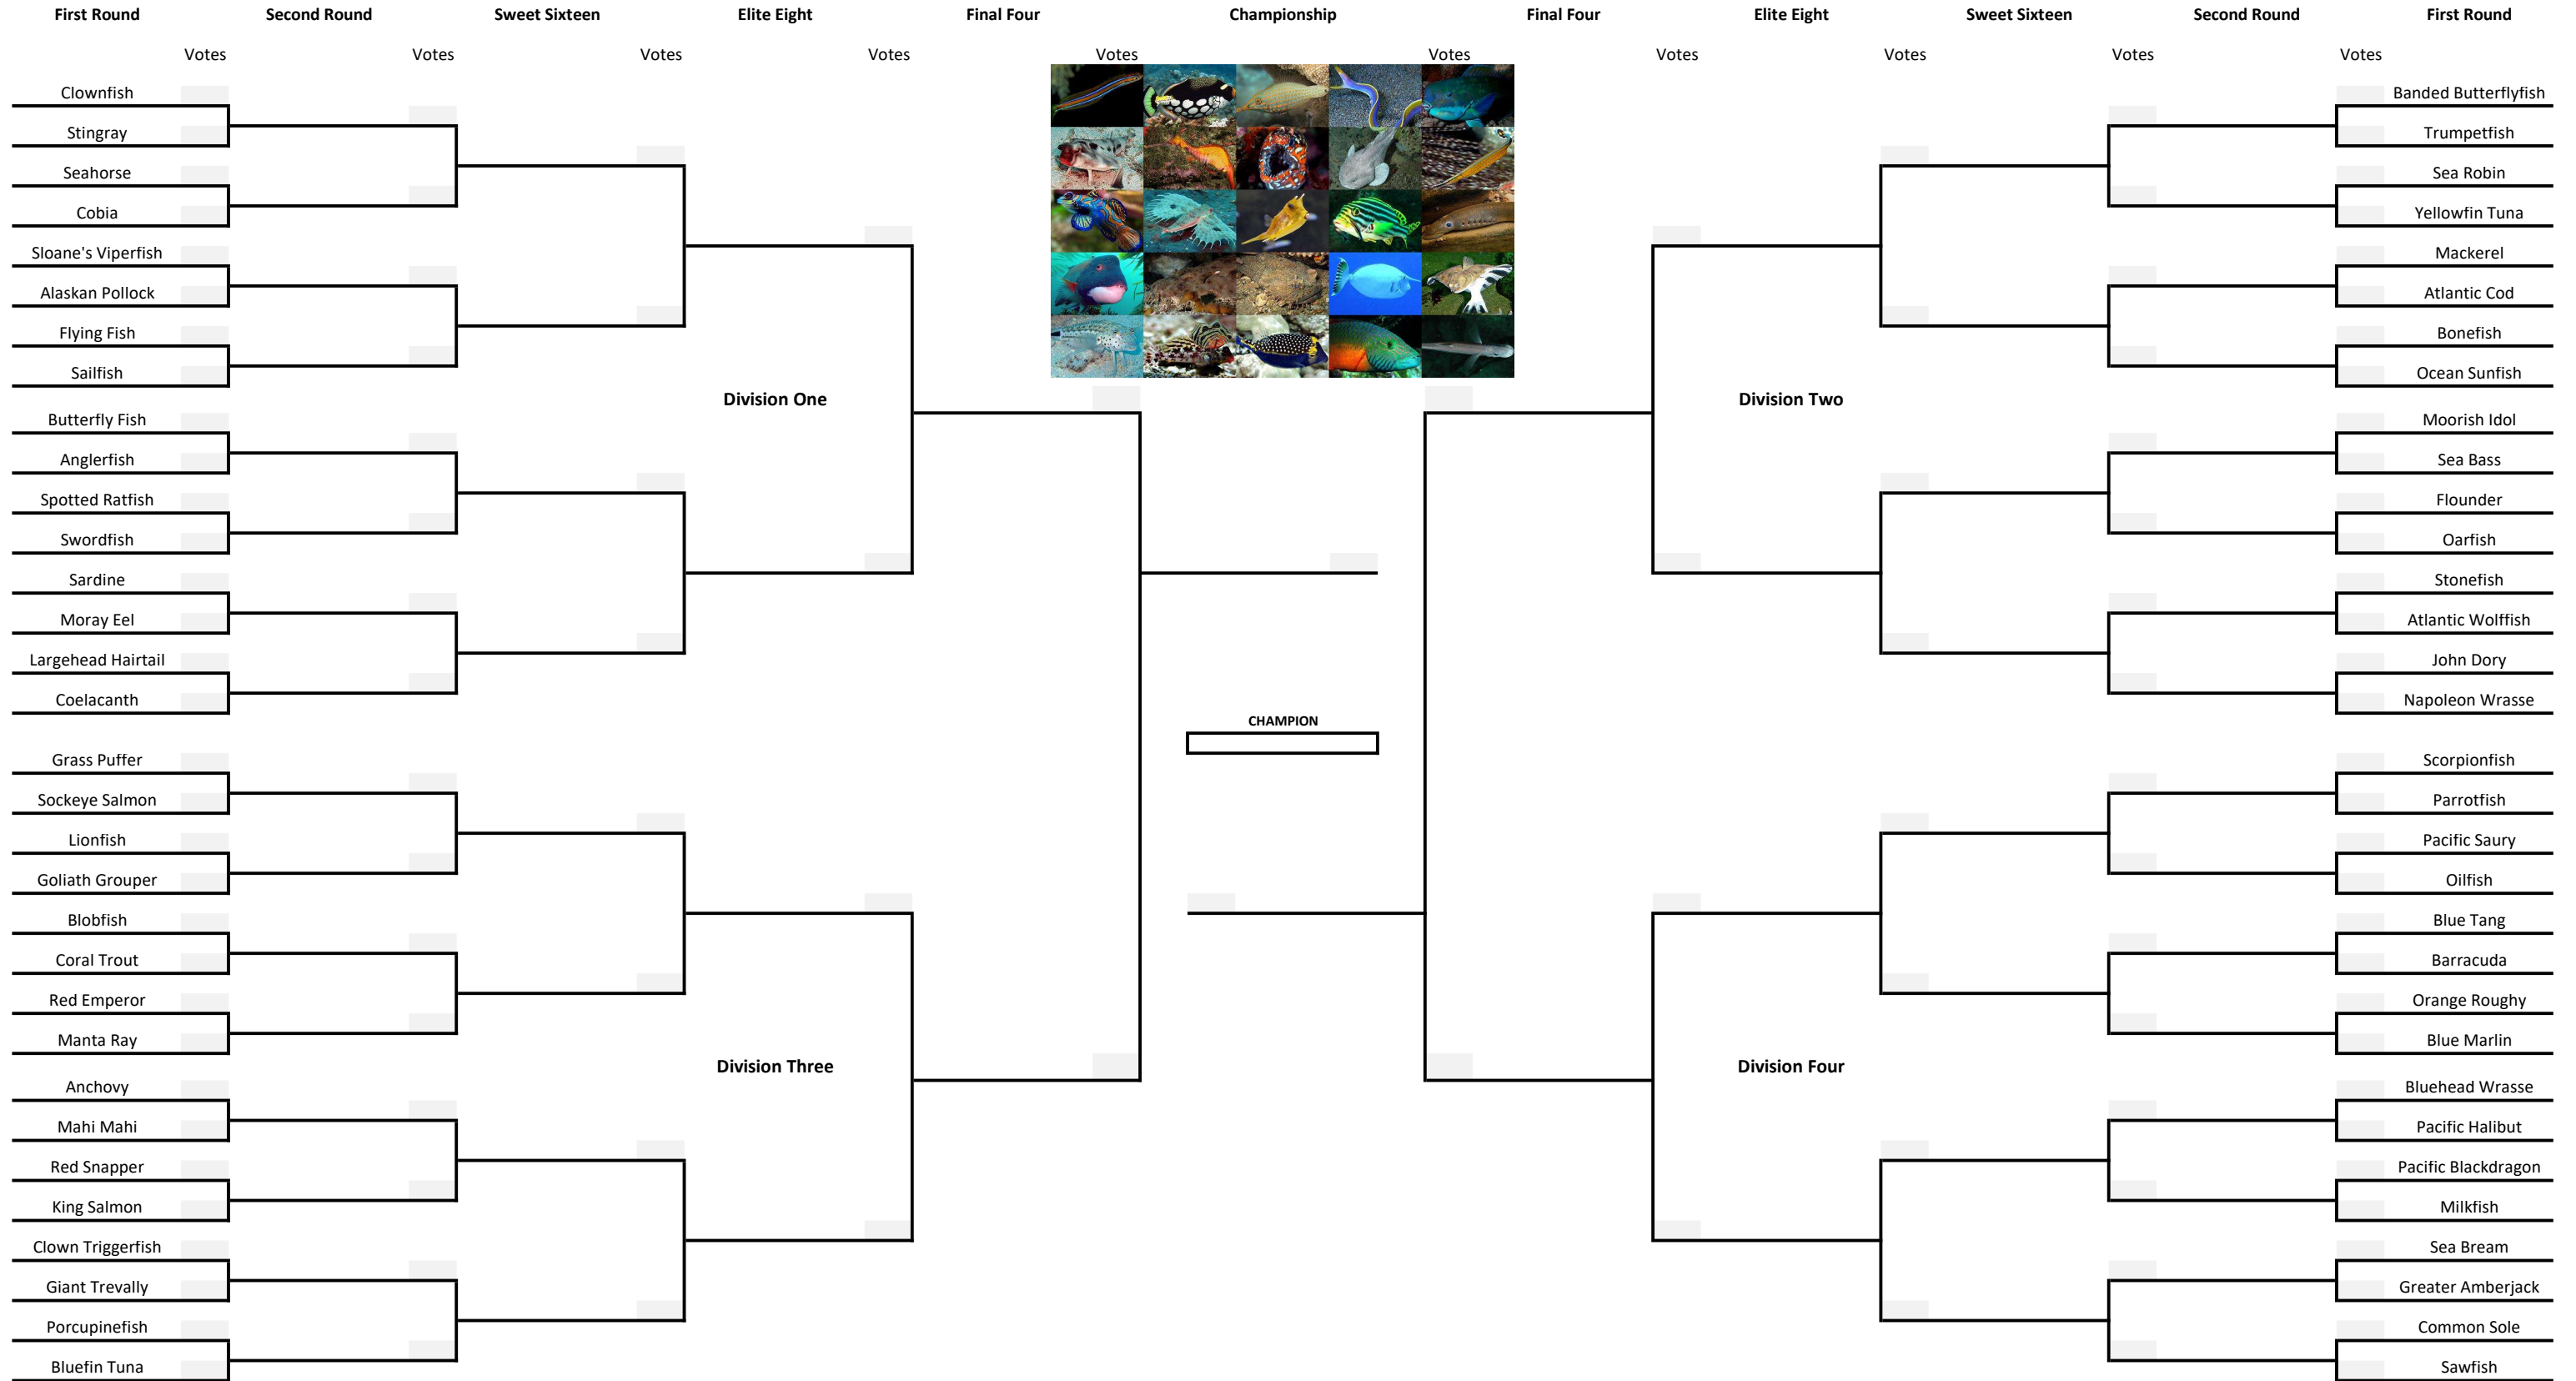 First Round Second Round Sweet Sixteen Elite Eight Final Four Championship Final Four Elite Eight Sweet Sixteen Second Round First Round
Votes Votes Votes Votes Votes Votes Votes Votes Votes Votes
Clownfish Banded Butterflyfish
Stingray Trumpetfish
Seahorse Sea Robin
Cobia Yellowfin Tuna
Sloane's Viperfish Mackerel
Alaskan Pollock Atlantic Cod
Flying Fish Bonefish
Sailfish Ocean Sunfish
Division One Division Two
Butterfly Fish Moorish Idol
Anglerfish Sea Bass
Spotted Ratfish Flounder
Swordfish Oarfish
Sardine Stonefish
Moray Eel Atlantic Wolffish
Largehead Hairtail John Dory
Coelacanth Napoleon Wrasse
CHAMPION
Grass Puffer Scorpionfish
Sockeye Salmon Parrotfish
Lionfish Pacific Saury
Goliath Grouper Oilfish
Blobfish Blue Tang
Coral Trout Barracuda
Red Emperor Orange Roughy
Manta Ray Blue Marlin
Division Three Division Four
Anchovy Bluehead Wrasse
Mahi Mahi Pacific Halibut
Red Snapper Pacific Blackdragon
King Salmon Milkfish
Clown Triggerfish Sea Bream
Giant Trevally Greater Amberjack
Porcupinefish Common Sole
Bluefin Tuna Sawfish